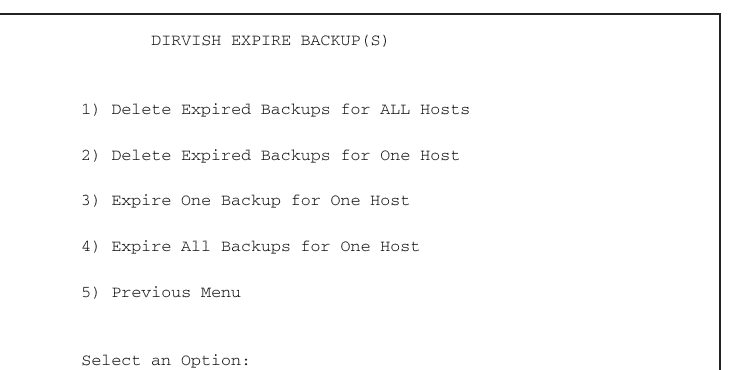 DIRVISH EXPIRE BACKUP(S)
1) Delete Expired Backups for ALL Hosts
2) Delete Expired Backups for One Host
3) Expire One Backup for One Host
4) Expire All Backups for One Host
5) Previous Menu
Select an Option: